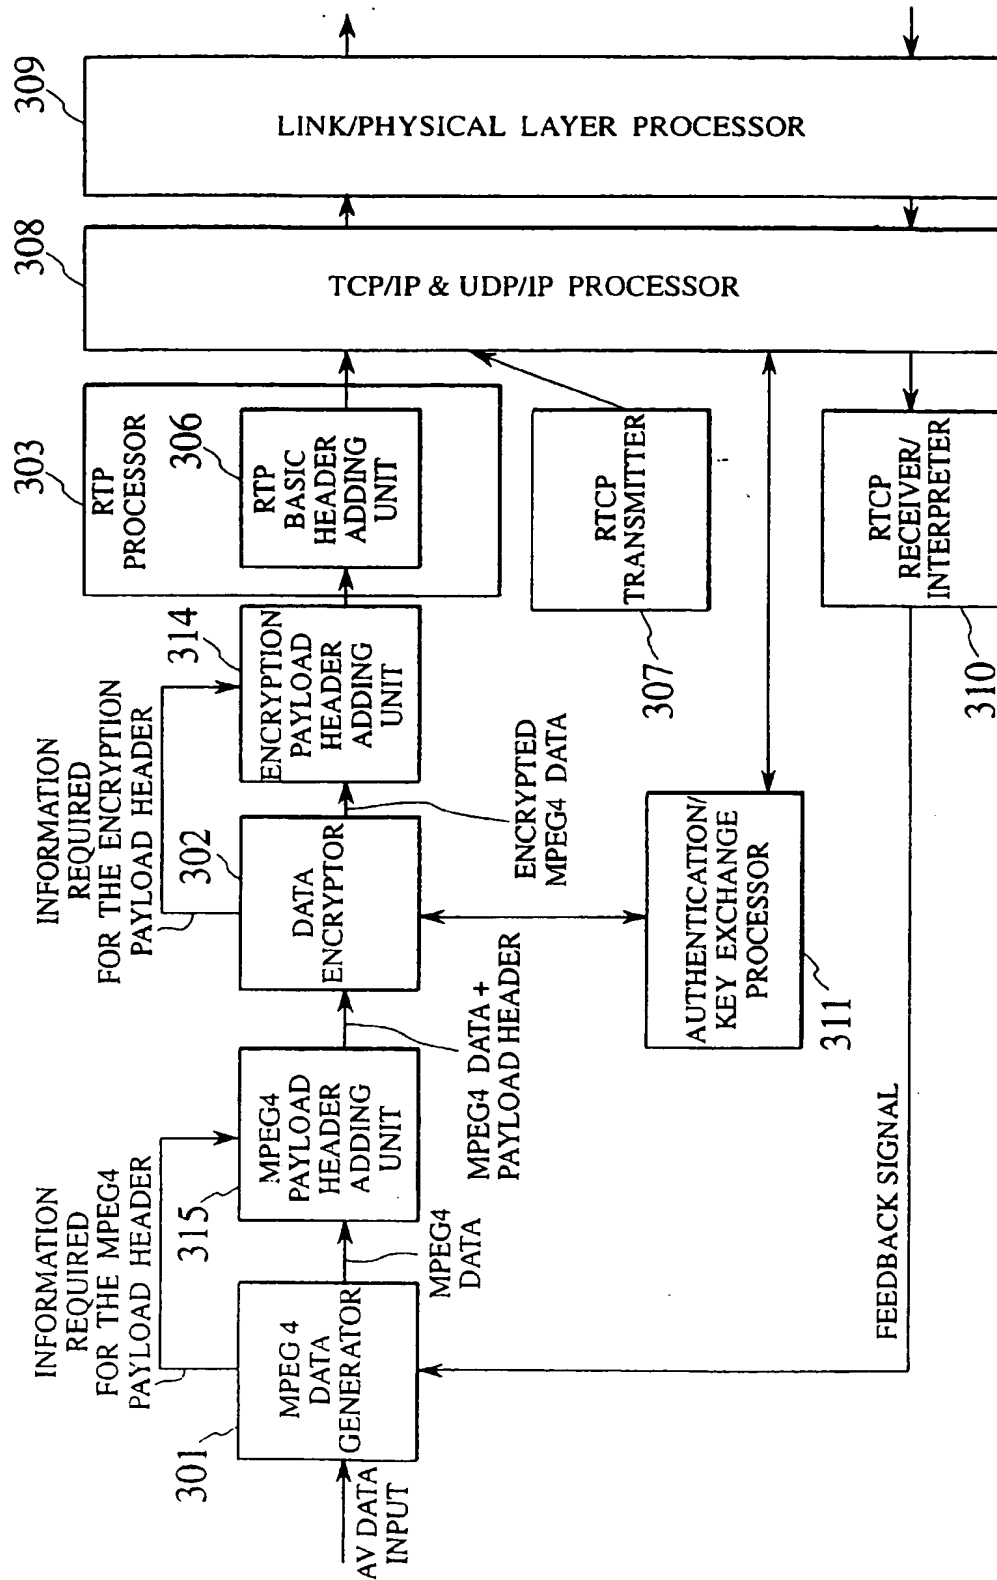 AV DATA
INPUT
301
MPEG 4
DATA
GENERATOR
INFORMATION
REQUIRED
FOR THE MPEG4
PAYLOAD HEADER
MPEG4
DATA
315
MPEG4
PAYLOAD
HEADER
ADDING
UNIT
MPEG4 DATA +
PAYLOAD HEADER
302
DATA
ENCRYPTOR
INFORMATION
REQUIRED
FOR THE ENCRYPTION
PAYLOAD HEADER
ENCRYPTED
MPEG4 DATA
314
ENCRYPTION
PAYLOAD
HEADER
ADDING
UNIT
303
RTP
PROCESSOR
306
RTP
BASIC
HEADER
ADDING
UNIT
308
TCP/IP & UDP/IP PROCESSOR
309
LINK/PHYSICAL LAYER PROCESSOR
RTCP
TRANSMITTER
307
AUTHENTICATION/
KEY EXCHANGE
PROCESSOR
311
RTCP
RECEIVER/
INTERPRETER
310
FEEDBACK SIGNAL